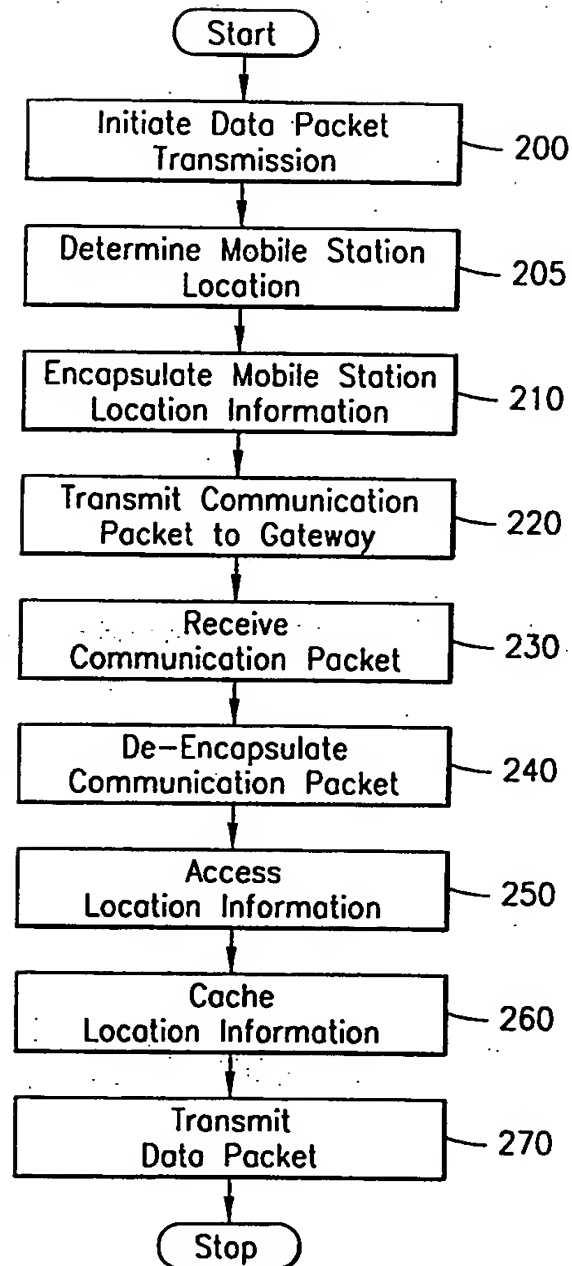 Start
Initiate Data Packet
Transmission
200
Determine Mobile Station
Location
205
Encapsulate Mobile Station
Location Information
210
Transmit Communication
Packet to Gateway
220
Receive
Communication Packet
230
De-Encapsulate
Communication Packet
240
Access
Location Information
250
Cache
Location Information
260
Transmit
Data Packet
270
Stop